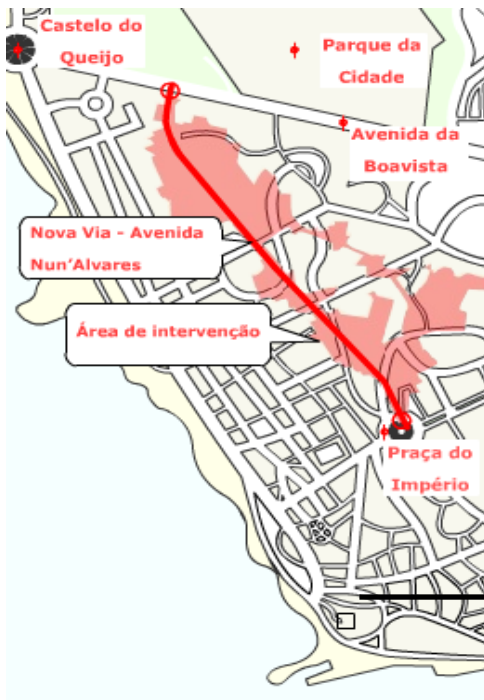 Castelo do
Queijo
Parque da
Cidade
Avenida da
Boavista
Nova Via - Avenida
Nun'Alvares
Área de intervenção
Praça do
Império